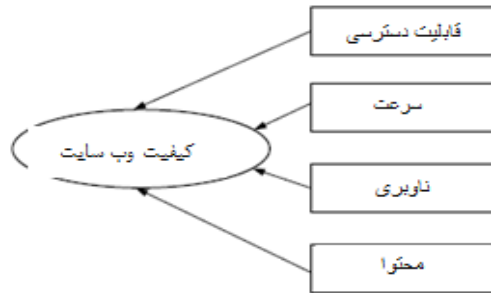 قابلیت دسترسی
سرعت
کیفیت وب سایت
ناوبری
محتوا